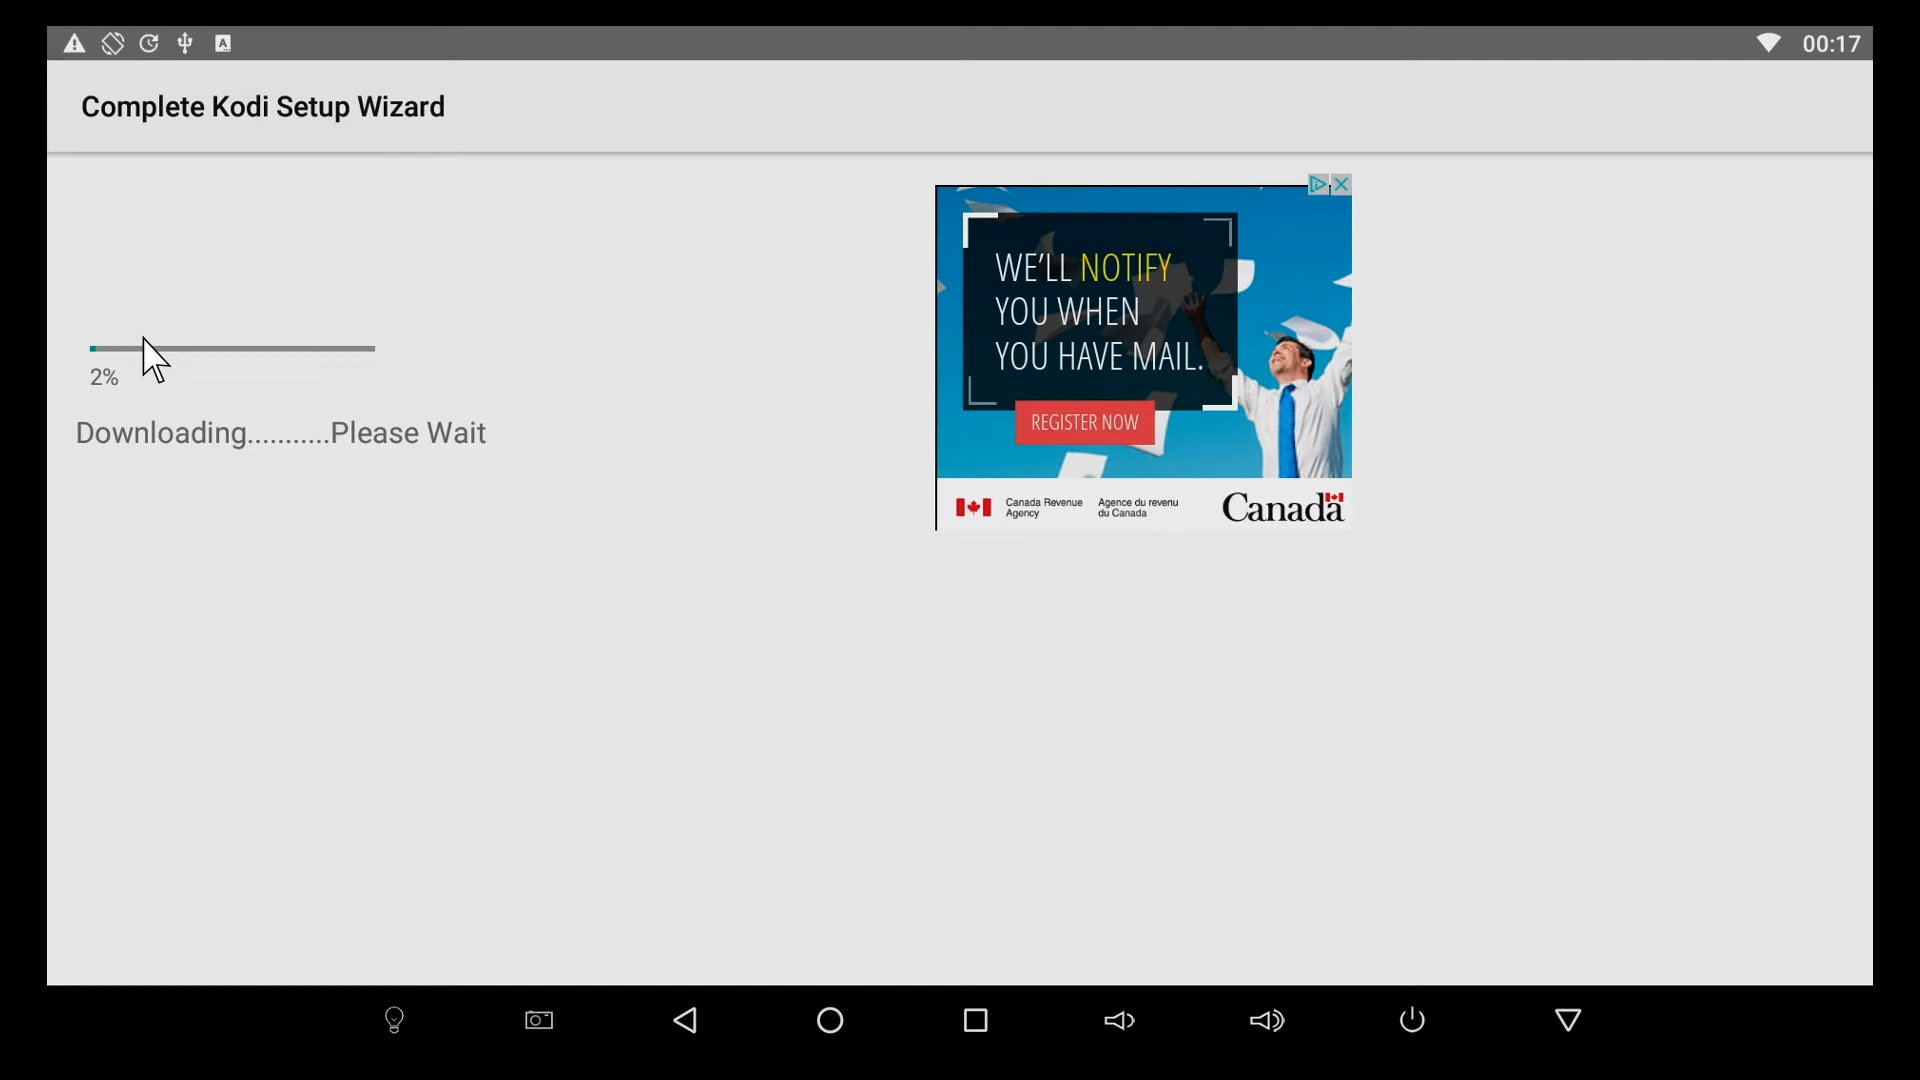 A
00:17
Complete Kodi Setup Wizard
WE'LL NOTIFY
YOU WHEN
YOU HAVE MAIL.
REGISTER NOW
Canada Revenue
Agency
Agence du revenu
du Canada
Canada
2%
Downloading...........Please Wait